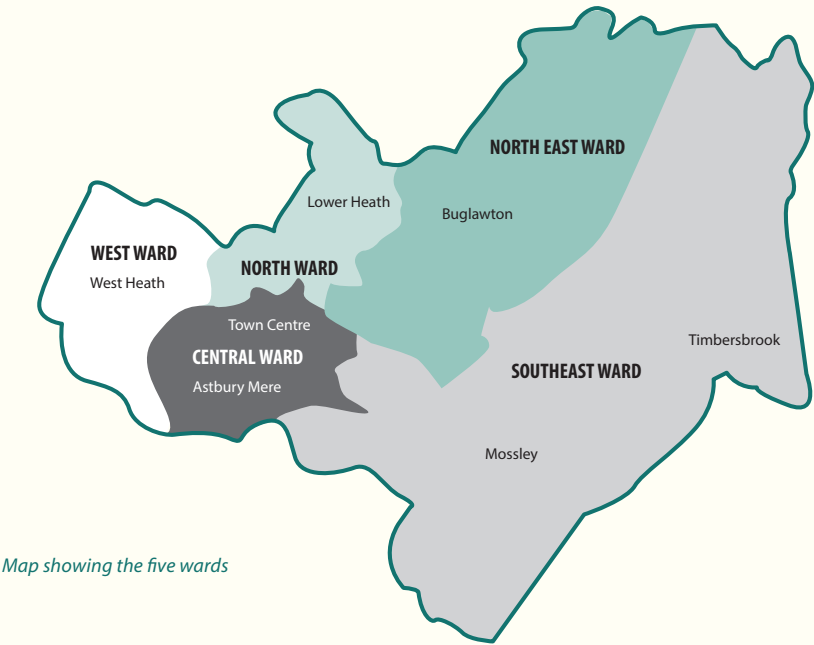 NORTH EAST WARD
Lower Heath
Buglawton
WEST WARD
West Heath
NORTH WARD
Town Centre
CENTRAL WARD
Astbury Mere
Timbersbrook
SOUTHEAST WARD
Mossley
Map showing the five wards